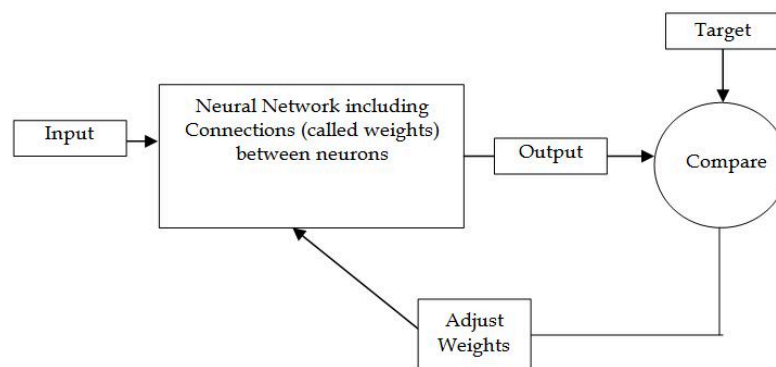 Target
Neural Network including
Connections (called weights)
between neurons
Input
Output
Compare
Adjust
Weights